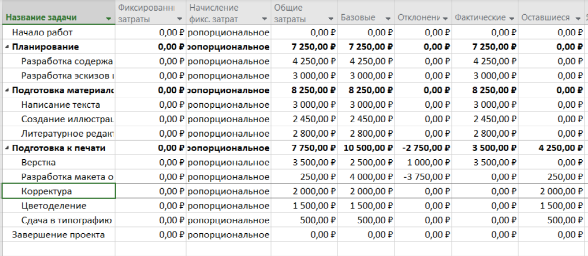 Название задачи Фиксированн затраты Начисление фикс. затрат Общие затраты Базовые Отклонени Фактические Оставшиеся
Начало работ 0,00 ₽ ропорциональное 0,00 ₽ 0,00 ₽ 0,00 ₽ 0,00 ₽ 0,00 ₽
Планирование 0,00 ₽ ропорциональное 7 250,00 ₽ 7 250,00 ₽ 0,00 ₽ 7 250,00 ₽ 0,00 ₽
Разработка содержа 0,00 ₽ ропорциональное 4 250,00 ₽ 4 250,00 ₽ 0,00 ₽ 4 250,00 ₽ 0,00 ₽
Разработка эскизов 0,00 ₽ ропорциональное 3 000,00 ₽ 3 000,00 ₽ 0,00 ₽ 3 000,00 ₽ 0,00 ₽
Подготовка материало 0,00 ₽ ропорциональное 8 250,00 ₽ 8 250,00 ₽ 0,00 ₽ 8 250,00 ₽ 0,00 ₽
Написание текста 0,00 ₽ ропорциональное 3 000,00 ₽ 3 000,00 ₽ 0,00 ₽ 3 000,00 ₽ 0,00 ₽
Создание иллюстрац 0,00 ₽ ропорциональное 2 450,00 ₽ 2 450,00 ₽ 0,00 ₽ 2 450,00 ₽ 0,00 ₽
Литературное редакт 0,00 ₽ ропорциональное 2 800,00 ₽ 2 800,00 ₽ 0,00 ₽ 2 800,00 ₽ 0,00 ₽
Подготовка к печати 0,00 ₽ ропорциональное 7 750,00 ₽ 10 500,00 ₽ -2 750,00 ₽ 3 500,00 ₽ 4 250,00 ₽
Верстка 0,00 ₽ ропорциональное 3 500,00 ₽ 2 500,00 ₽ 1 000,00 ₽ 3 500,00 ₽ 0,00 ₽
Разработка макета о 0,00 ₽ ропорциональное 250,00 ₽ 4 000,00 ₽ -3 750,00 ₽ 0,00 ₽ 250,00 ₽
Корректура 0,00 ₽ ропорциональное 2 000,00 ₽ 2 000,00 ₽ 0,00 ₽ 0,00 ₽ 2 000,00 ₽
Цветоделение 0,00 ₽ ропорциональное 1 500,00 ₽ 1 500,00 ₽ 0,00 ₽ 0,00 ₽ 1 500,00 ₽
Сдача в типографию 0,00 ₽ ропорциональное 500,00 ₽ 500,00 ₽ 0,00 ₽ 0,00 ₽ 500,00 ₽
Завершение проекта 0,00 ₽ ропорциональное 0,00 ₽ 0,00 ₽ 0,00 ₽ 0,00 ₽ 0,00 ₽